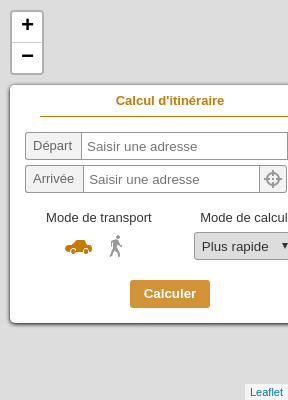 +
−
Calcul d'itinéraire
Départ Saisir une adresse
Arrivée Saisir une adresse
Mode de transport Mode de calcul
Plus rapide
Calculer
Leaflet